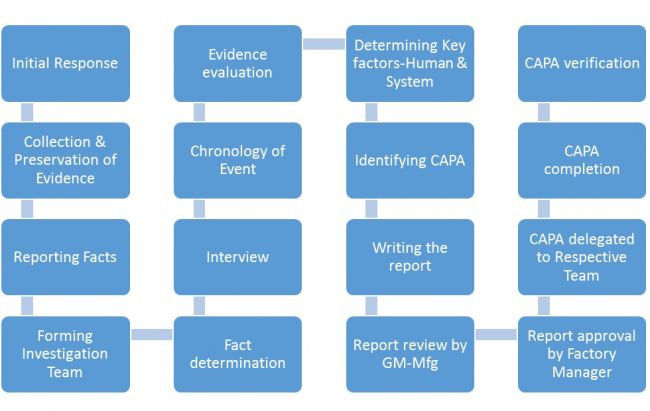 Initial Response
Collection &
Preservation of
Evidence
Reporting Facts
Forming
Investigation
Team
Fact
determination
Interview
Chronology of
Event
Evidence
evaluation
Determining Key
factors-Human &
System
Identifying CAPA
Writing the
report
Report review by
GM-Mfg
Report approval
by Factory
Manager
CAPA delegated
to Respective
Team
CAPA
completion
CAPA verification